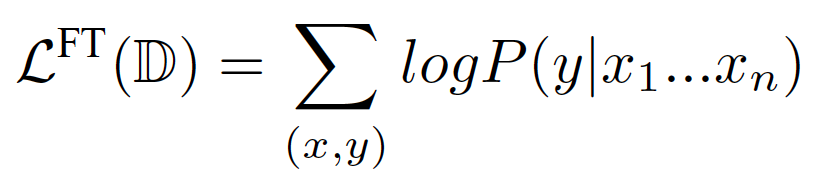 ℒ^FT(𝔻) = ∑_(x,y) logP(y|x_1...x_n)